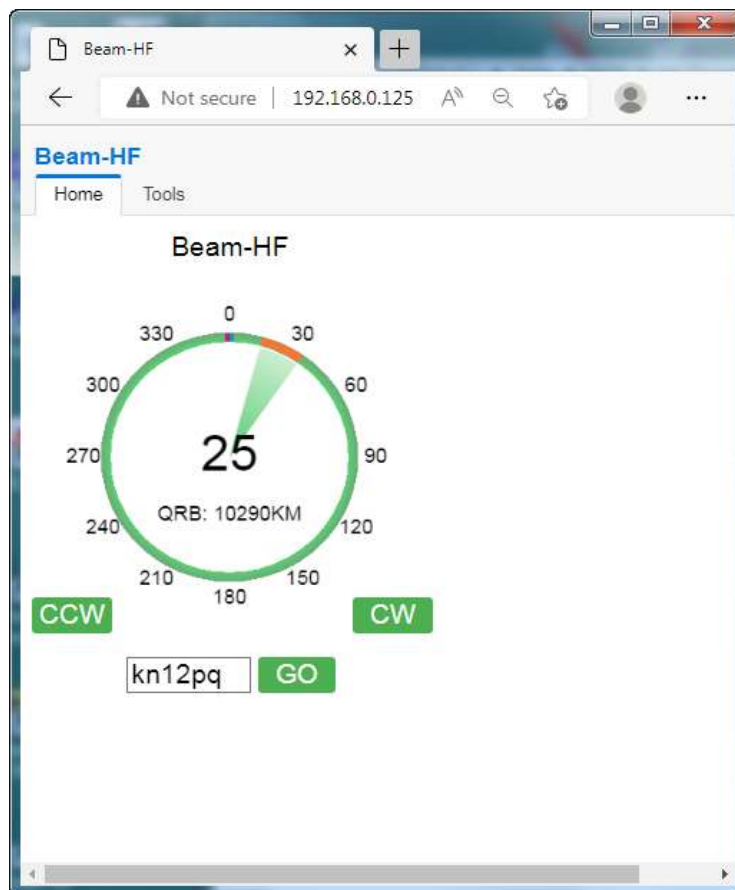 Beam-HF
Not secure | 192.168.0.125
Beam-HF
Home Tools
Beam-HF
0
330 30
300 60
25
270 90
QRB: 10290KM
240 120
210 150
180
CCW CW
kn12pq GO